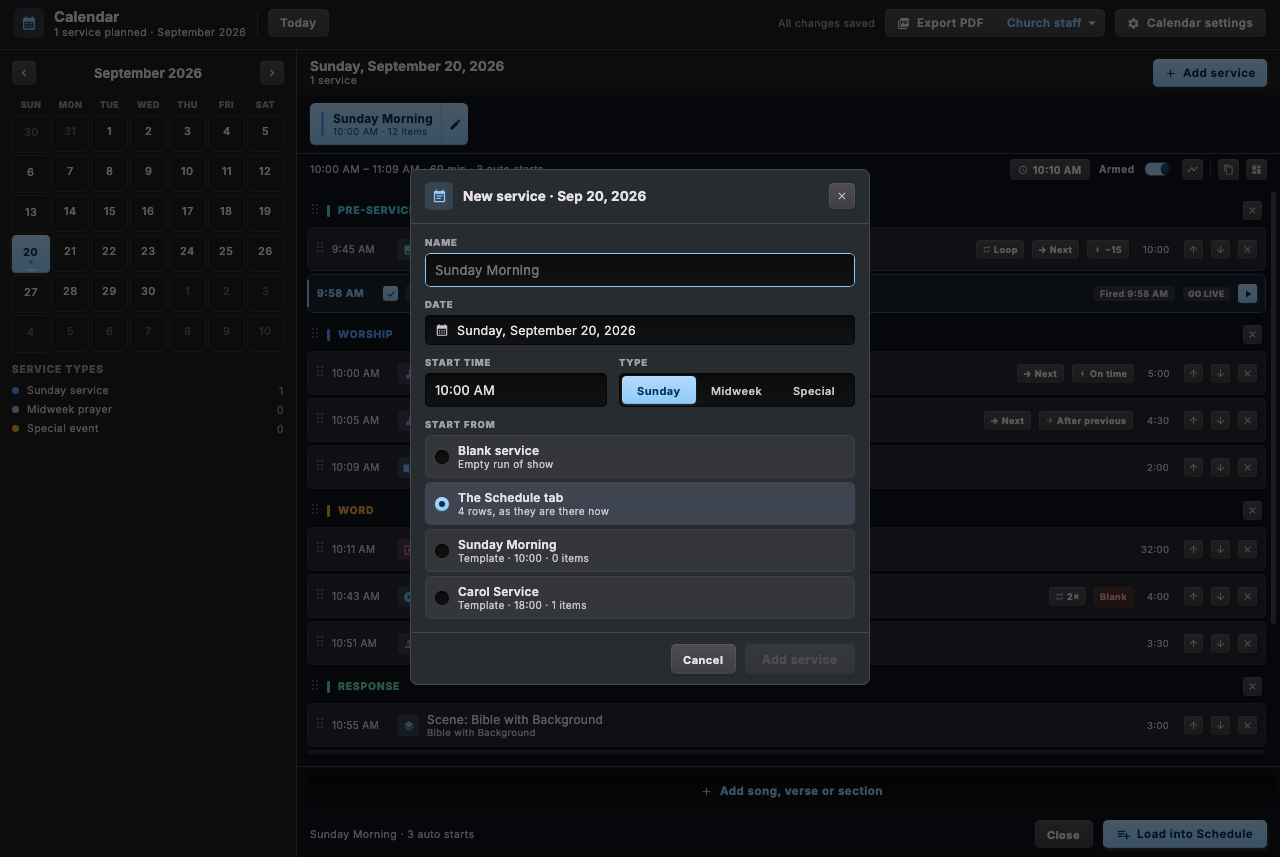 Calendar
1 service planned · September 2026
Today
All changes saved
Export PDF
Church staff
Calendar settings
September 2026
SUN MON TUE WED THU FRI SAT
30 31 1 2 3 4 5
6 7 8 9 10 11 12
13 14 15 16 17 18 19
20 21 22 23 24 25 26
27 28 29 30 1 2 3
4 5 6 7 8 9 10
SERVICE TYPES
Sunday service 1
Midweek prayer 0
Special event 0
Sunday, September 20, 2026
1 service
+ Add service
Sunday Morning
10:00 AM · 12 items
10:00 AM – 11:09 AM · 69 min · 3 auto starts
10:10 AM
Armed
PRE-SERVIC
9:45 AM Loop → Next −15 10:00
9:58 AM Fired 9:58 AM GO LIVE
WORSHIP
10:00 AM → Next On time 5:00
10:05 AM → Next → After previous 4:30
10:09 AM 2:00
WORD
10:11 AM 32:00
10:43 AM 2× Blank 4:00
10:51 AM 3:30
RESPONSE
10:55 AM Scene: Bible with Background 3:00
Bible with Background
+ Add song, verse or section
Sunday Morning · 3 auto starts
Close
Load into Schedule
New service · Sep 20, 2026
NAME
Sunday Morning
DATE
Sunday, September 20, 2026
START TIME TYPE
10:00 AM Sunday Midweek Special
START FROM
Blank service
Empty run of show
The Schedule tab
4 rows, as they are there now
Sunday Morning
Template · 10:00 · 0 items
Carol Service
Template · 18:00 · 1 items
Cancel
Add service